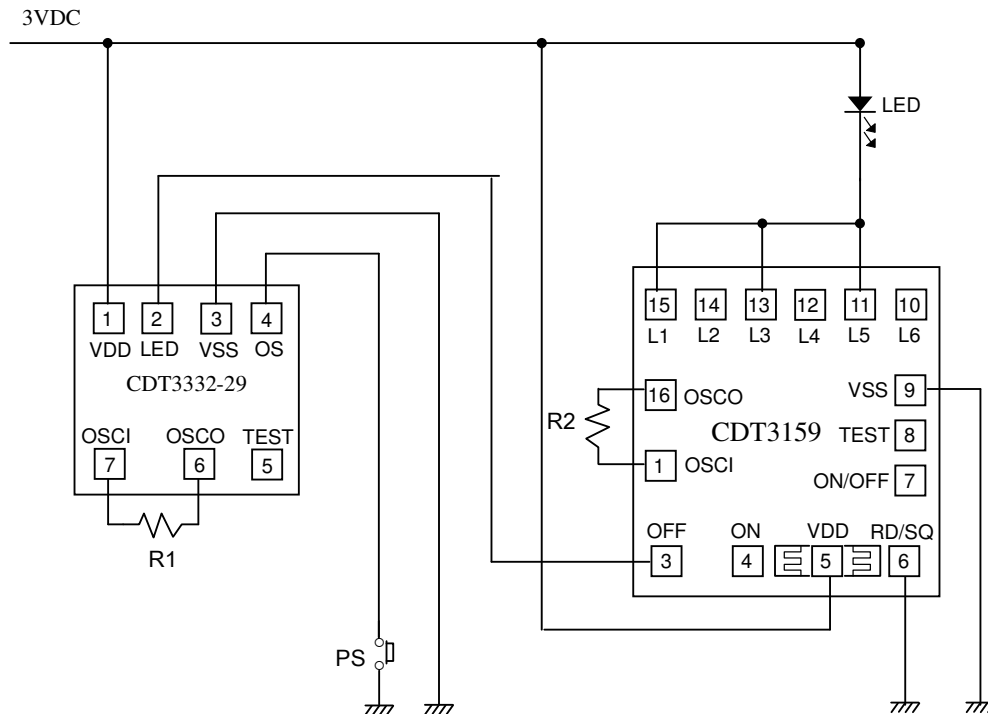 3VDC
LED
1 2 3 4
VDD LED VSS OS
CDT3332-29
OSCI OSCO TEST
7 6 5
R1
PS
15 14 13 12 11 10
L1 L2 L3 L4 L5 L6
VSS 9
16 OSCO
R2
CDT3159
TEST 8
1 OSCI
ON/OFF 7
OFF ON VDD RD/SQ
3 4 5 6